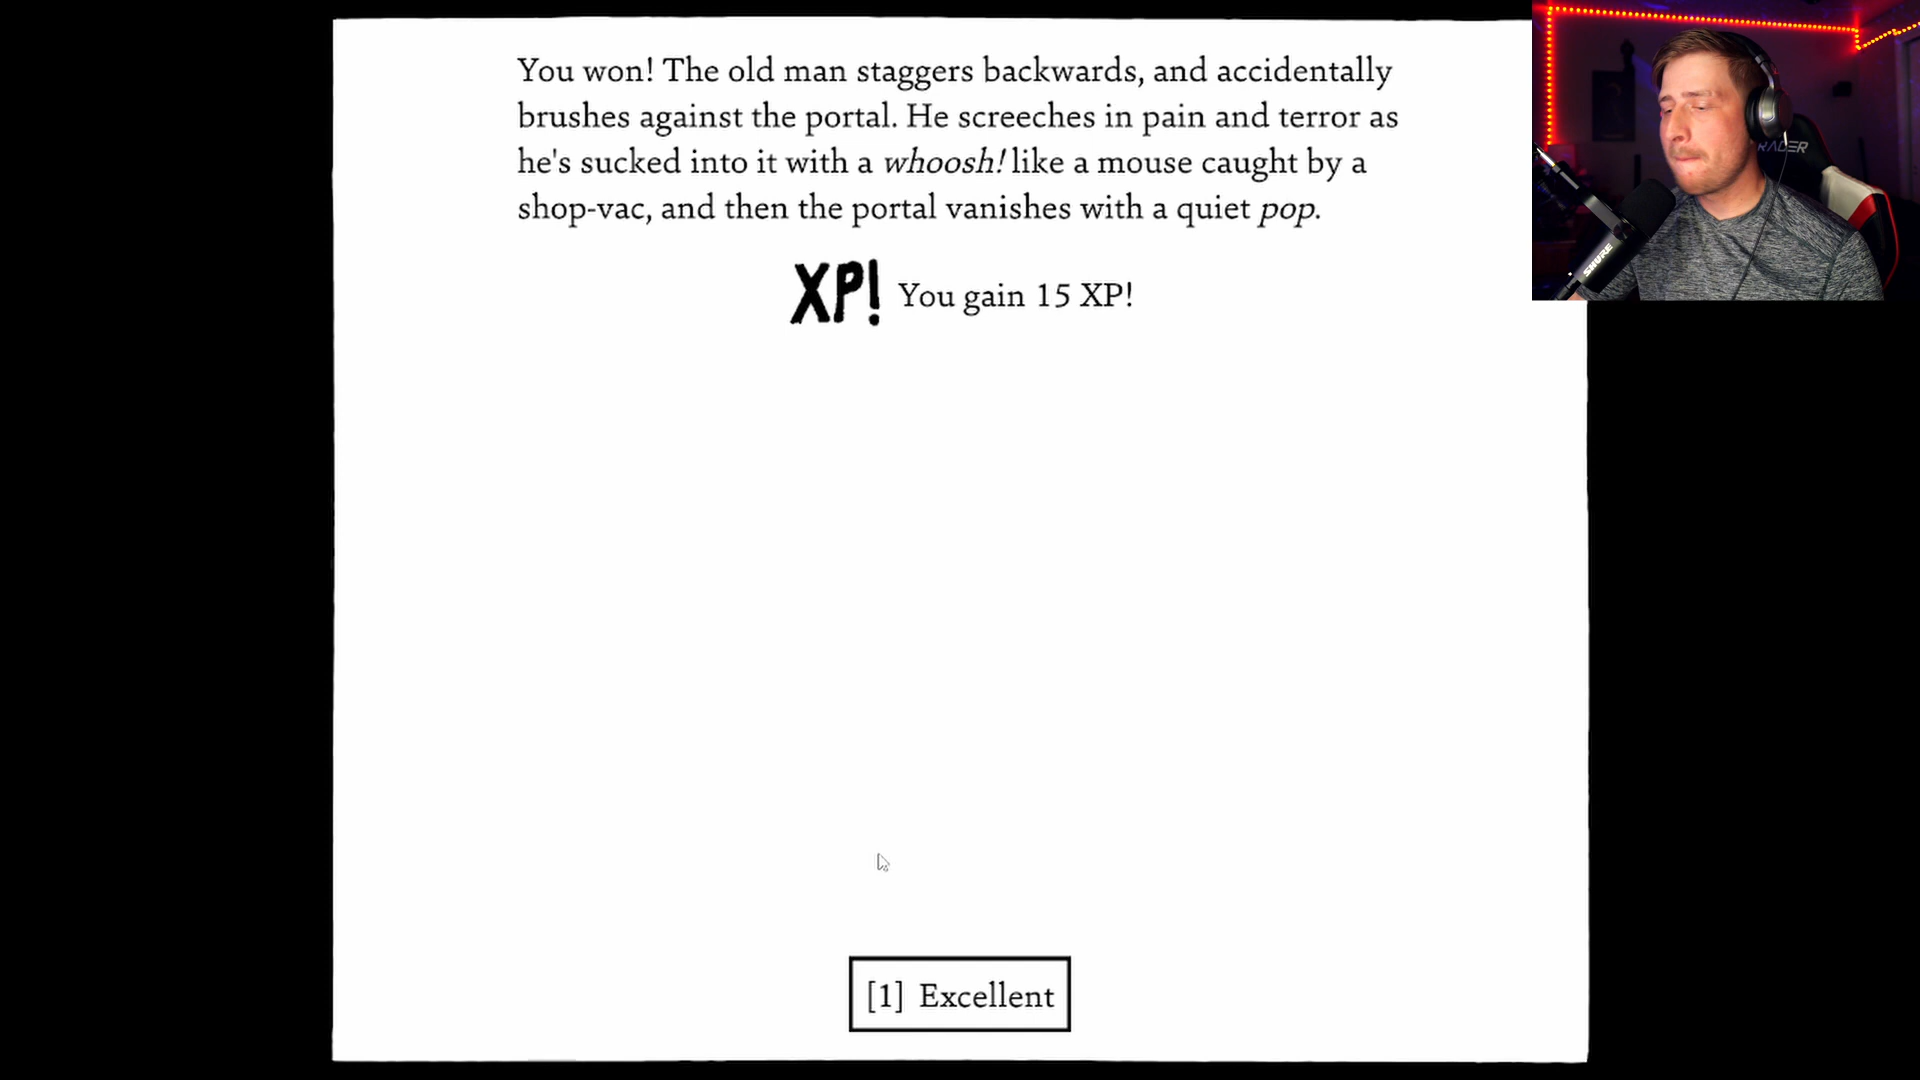 You won! The old man staggers backwards, and accidentally
brushes against the portal. He screeches in pain and terror as
he's sucked into it with a whoosh! like a mouse caught by a
shop-vac, and then the portal vanishes with a quiet pop.
XP! You gain 15 XP!
[1] Excellent
SHURE